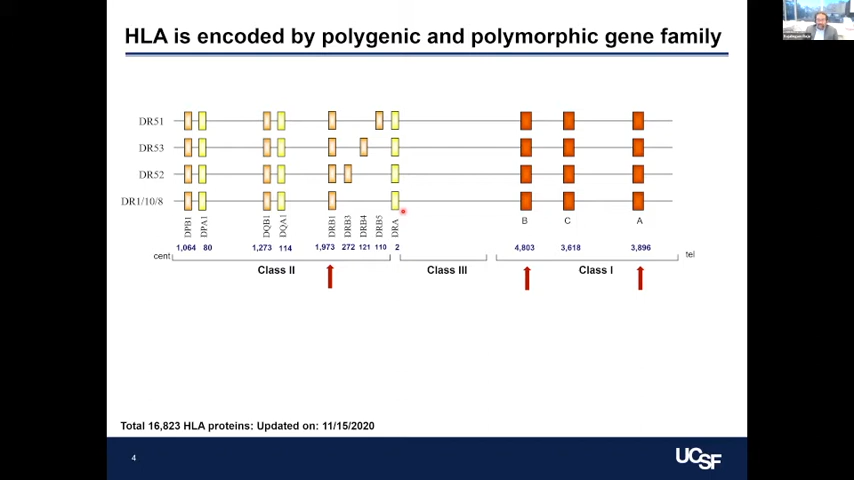 HLA is encoded by polygenic and polymorphic gene family
DR51
DR53
DR52
DR1/10/8
DPB1 DPA1 DQB1 DQA1 DRB1 DRB3 DRB4 DRB5 DRA B C A
1,064 80 1,273 114 1,973 272 121 110 2 4,803 3,618 3,896
cent tel
Class II Class III Class I
Total 16,823 HLA proteins: Updated on: 11/15/2020
4 UCSF